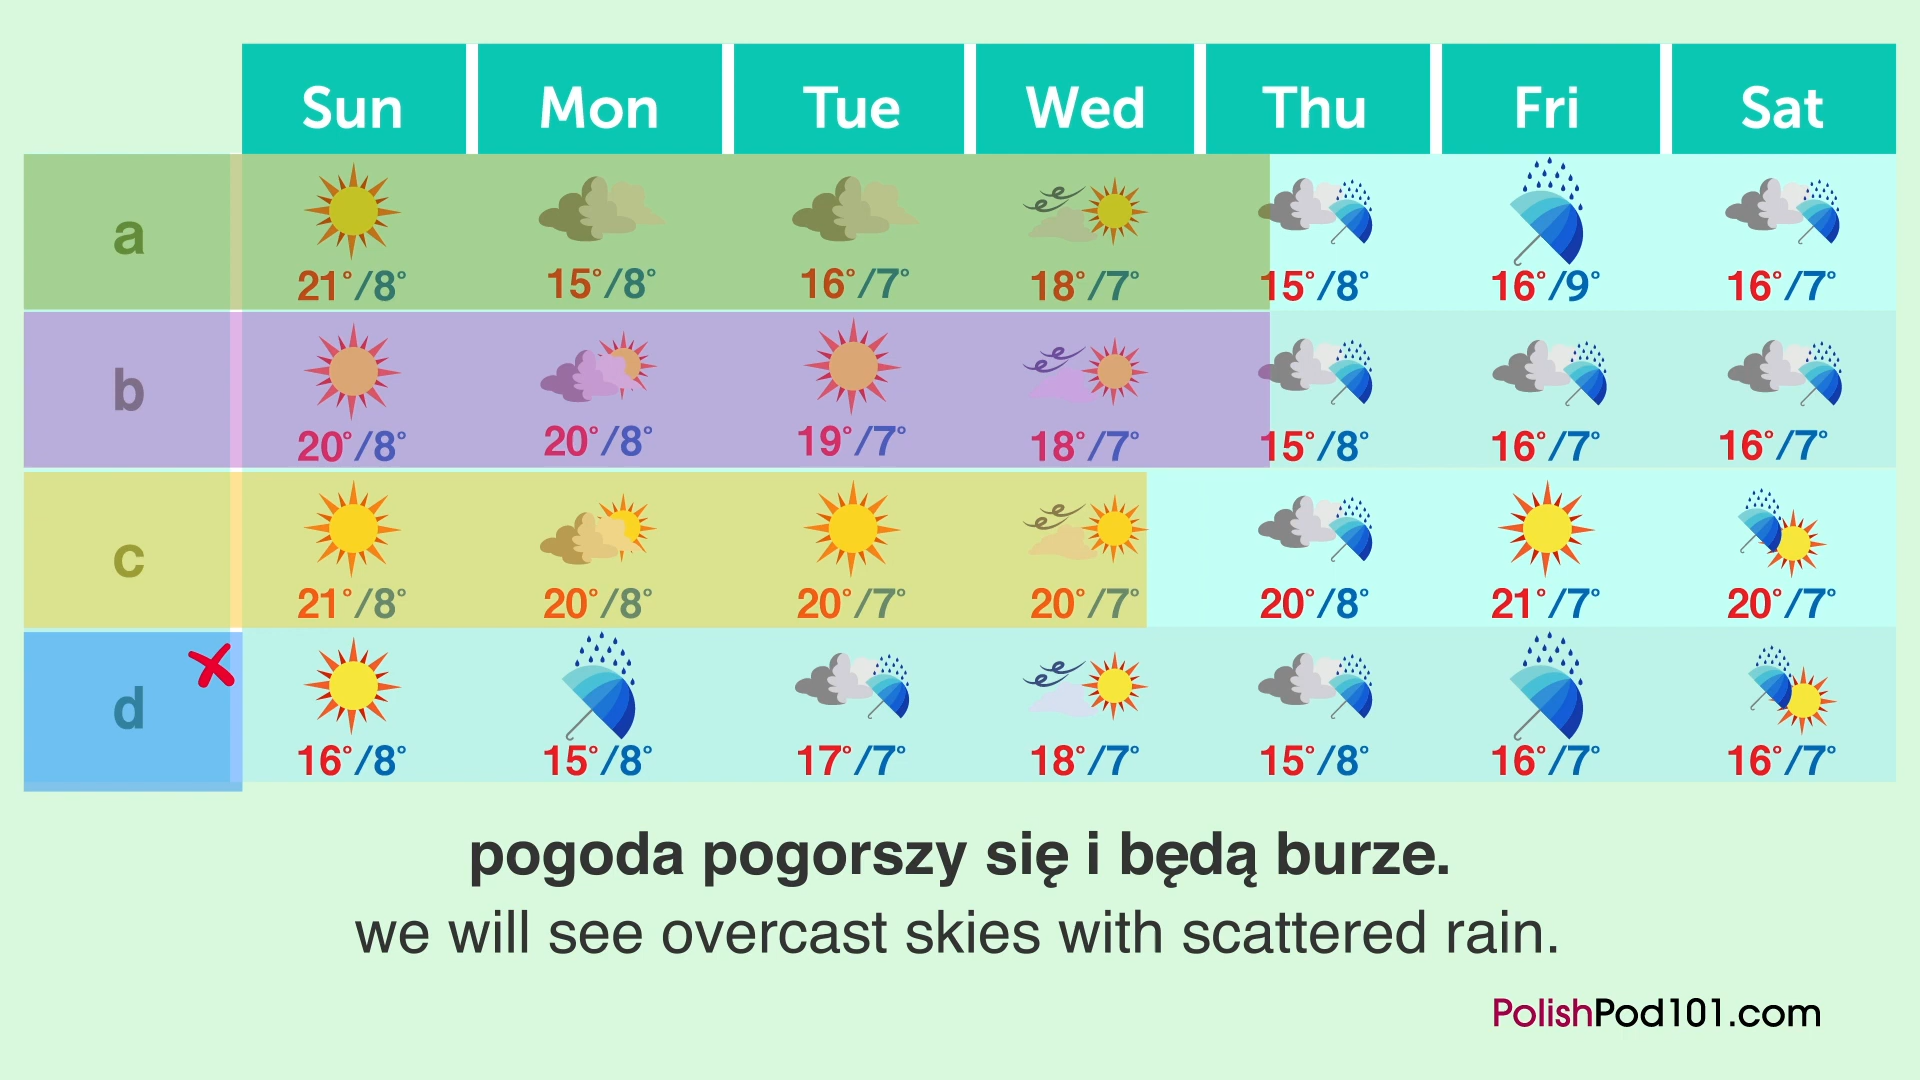 Sun Mon Tue Wed Thu Fri Sat
a
21°/8° 15°/8° 16°/7° 18°/7° 15°/8° 16°/9° 16°/7°
b
20°/8° 20°/8° 19°/7° 18°/7° 15°/8° 16°/7° 16°/7°
c
21°/8° 20°/8° 20°/7° 20°/7° 20°/8° 21°/7° 20°/7°
d
16°/8° 15°/8° 17°/7° 18°/7° 15°/8° 16°/7° 16°/7°
pogoda pogorszy się i będą burze.
we will see overcast skies with scattered rain.
PolishPod101.com